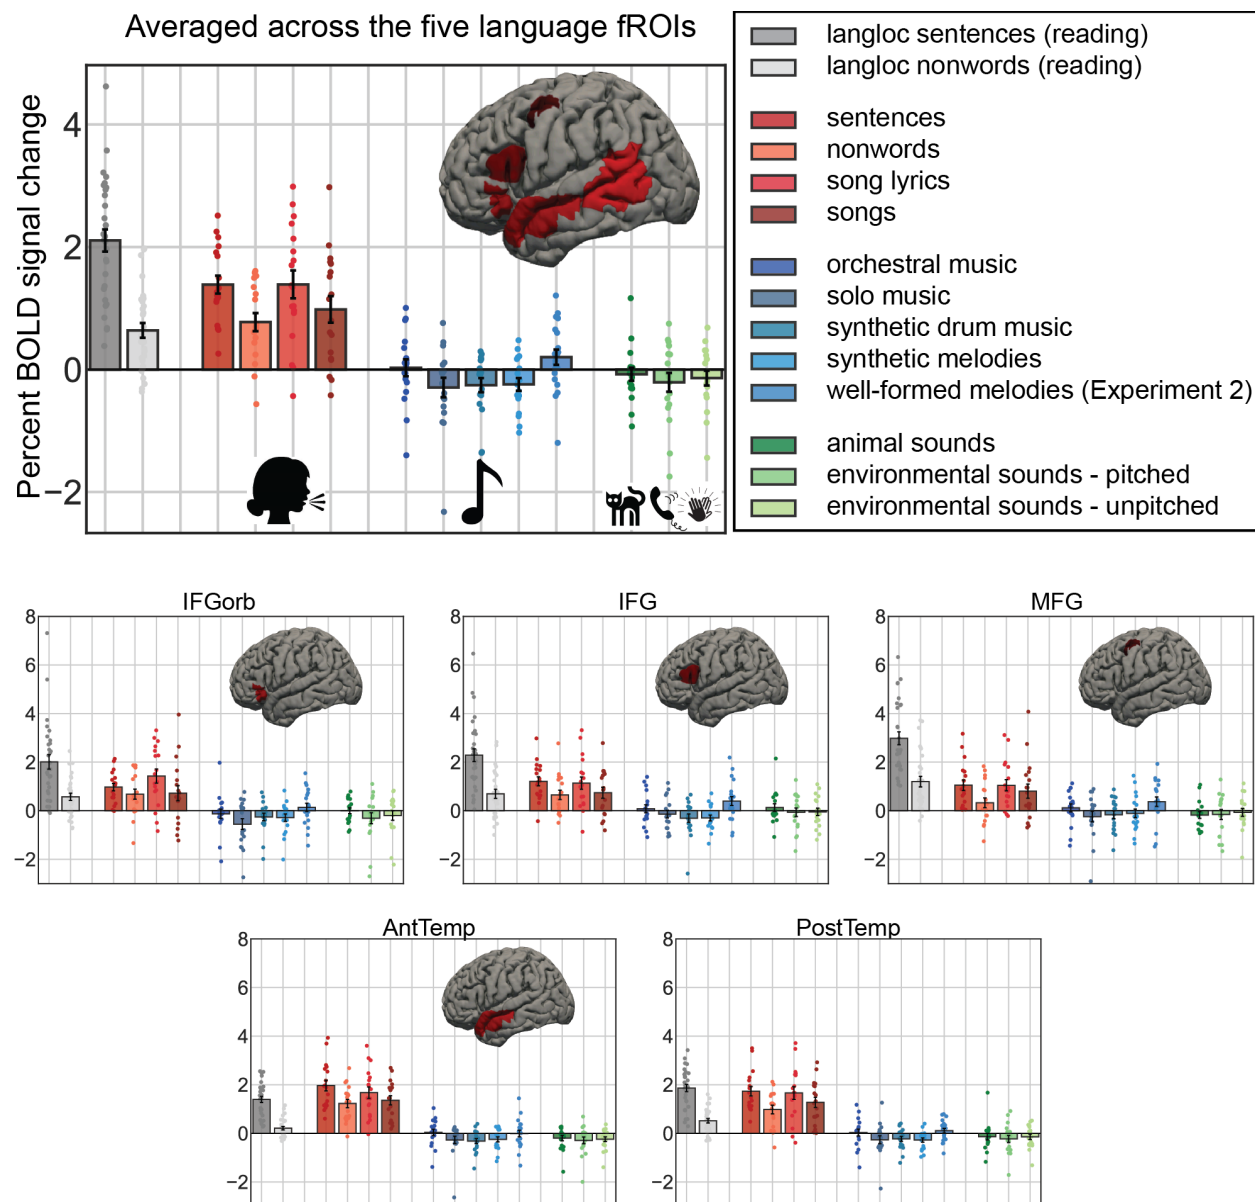 Averaged across the five language fROIs
Percent BOLD signal change
4
2
0
−2
langloc sentences (reading)
langloc nonwords (reading)
sentences
nonwords
song lyrics
songs
orchestral music
solo music
synthetic drum music
synthetic melodies
well-formed melodies (Experiment 2)
animal sounds
environmental sounds - pitched
environmental sounds - unpitched
IFGorb
8
6
4
2
0
−2
IFG
8
6
4
2
0
−2
MFG
8
6
4
2
0
−2
AntTemp
8
6
4
2
0
−2
PostTemp
8
6
4
2
0
−2